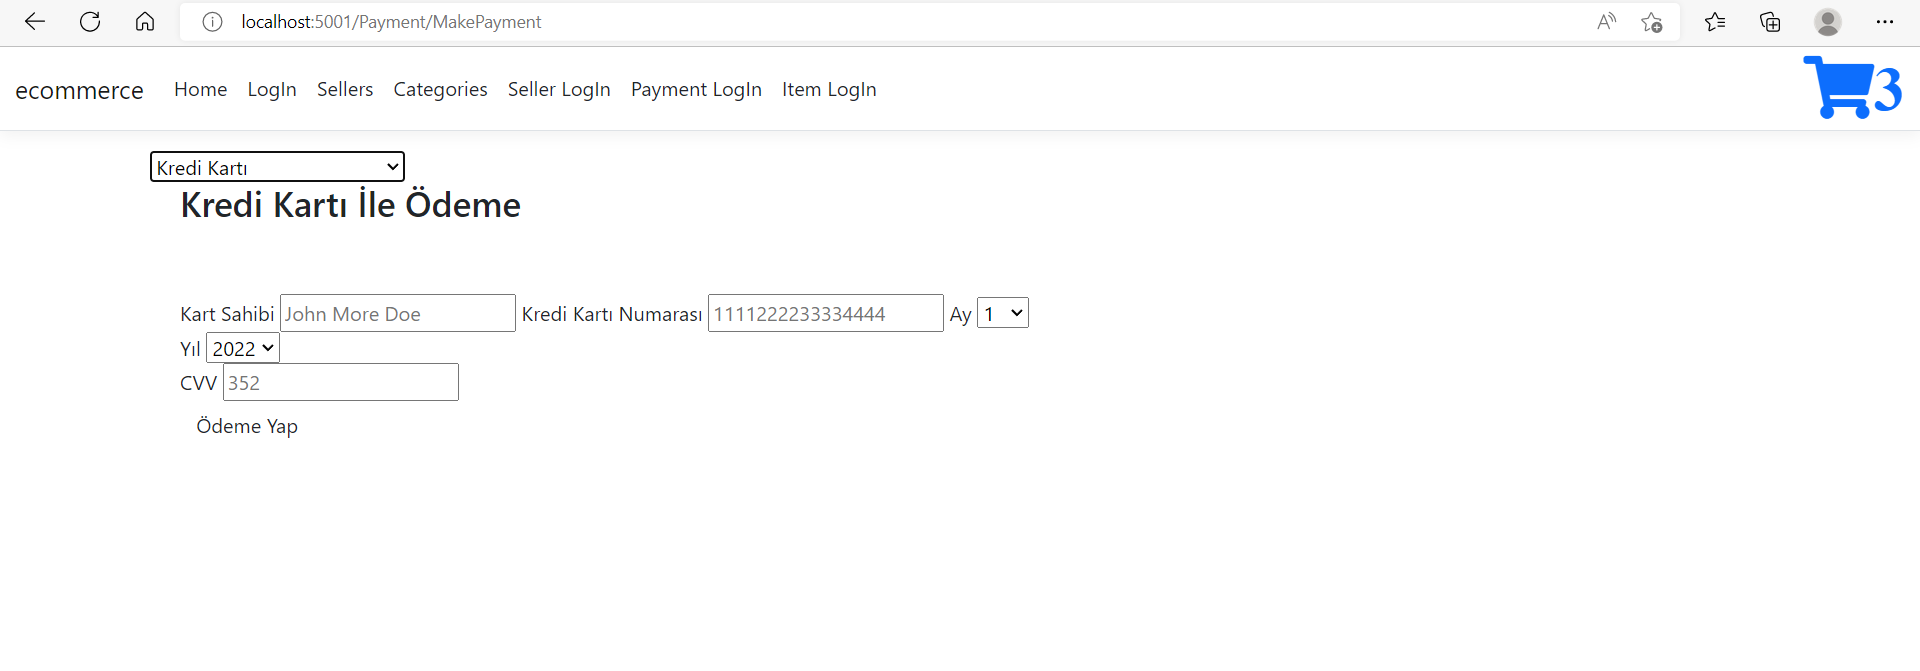 localhost:5001/Payment/MakePayment
ecommerce Home LogIn Sellers Categories Seller LogIn Payment LogIn Item LogIn 3
Kredi Kartı
Kredi Kartı İle Ödeme
Kart Sahibi John More Doe Kredi Kartı Numarası 1111222233334444 Ay 1
Yıl 2022
CVV 352
Ödeme Yap